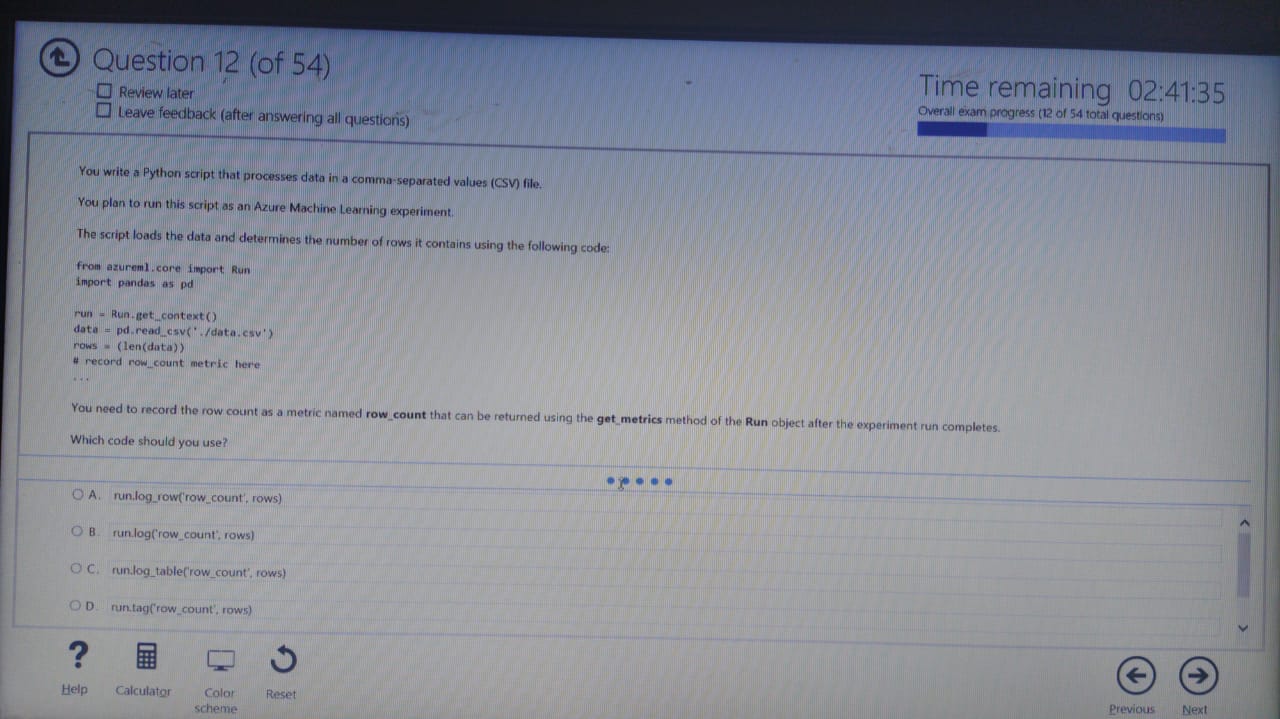 Question 12 (of 54)
Review later
Leave feedback (after answering all questions)
Time remaining 02:41:35
Overall exam progress (12 of 54 total questions)
You write a Python script that processes data in a comma-separated values (CSV) file.
You plan to run this script as an Azure Machine Learning experiment.
The script loads the data and determines the number of rows it contains using the following code:
from azureml.core import Run
import pandas as pd
run = Run.get_context()
data = pd.read_csv('./data.csv')
rows = (len(data))
# record row_count metric here
...
You need to record the row count as a metric named row_count that can be returned using the get_metrics method of the Run object after the experiment run completes.
Which code should you use?
A. run.log_row('row_count', rows)
B. run.log('row_count', rows)
C. run.log_table('row_count', rows)
D. run.tag('row_count', rows)
? 
Help
Calculator
Color
scheme
Reset
Previous
Next